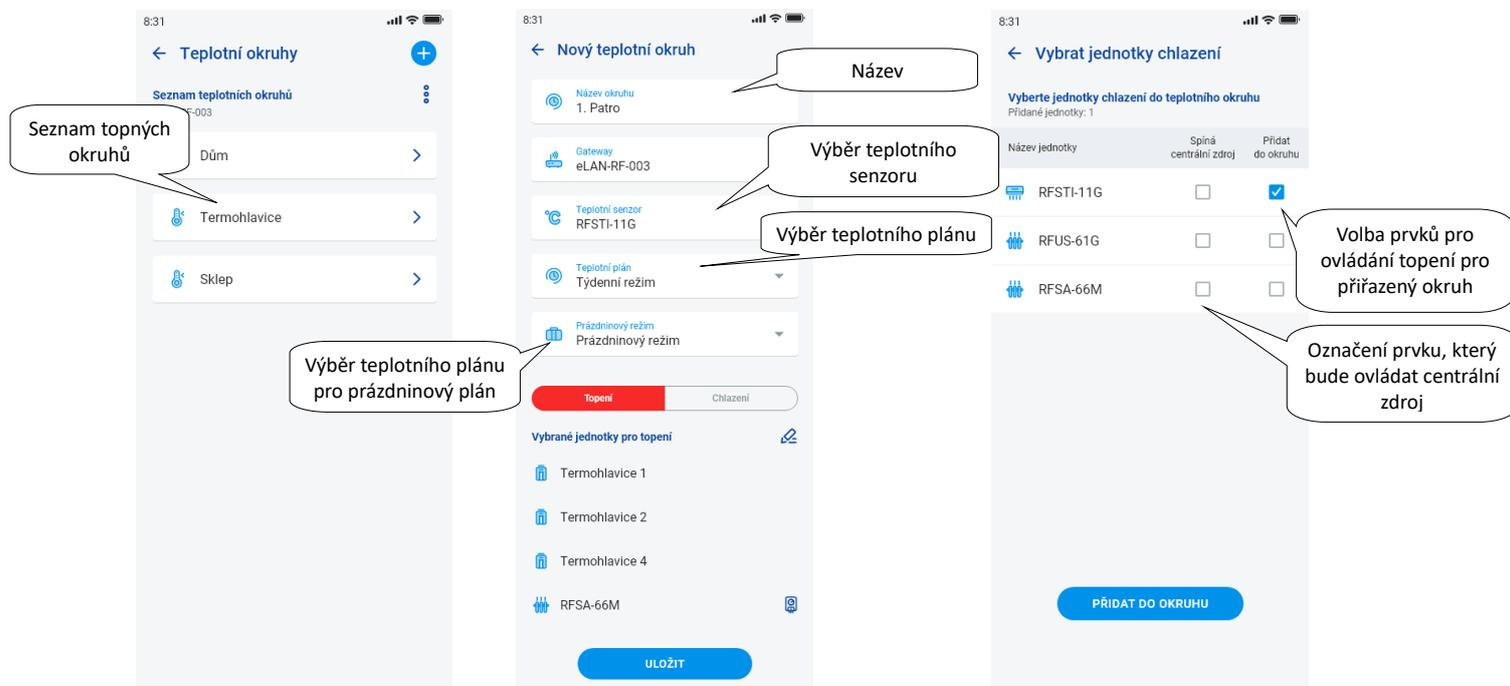 8:31
Teplotní okruhy
Seznam teplotních okruhů
F-003
Seznam topných
okruhů
Dům
Termohlavice
Sklep
8:31
Nový teplotní okruh
Název
Název okruhu
1. Patro
Gateway
eLAN-RF-003
Výběr teplotního
senzoru
Teplotní senzor
RFSTI-11G
Výběr teplotního plánu
Teplotní plán
Týdenní režim
Prázdninový režim
Prázdninový režim
Výběr teplotního plánu
pro prázdninový plán
Topení
Chlazení
Vybrané jednotky pro topení
Termohlavice 1
Termohlavice 2
Termohlavice 4
RFSA-66M
ULOŽIT
8:31
Vybrat jednotky chlazení
Vyberte jednotky chlazení do teplotního okruhu
Přidané jednotky: 1
Název jednotky
Spíná
centrální zdroj
Přidat
do okruhu
RFSTI-11G
RFUS-61G
RFSA-66M
Volba prvků pro
ovládání topení pro
přiřazený okruh
Označení prvku, který
bude ovládat centrální
zdroj
PŘIDAT DO OKRUHU